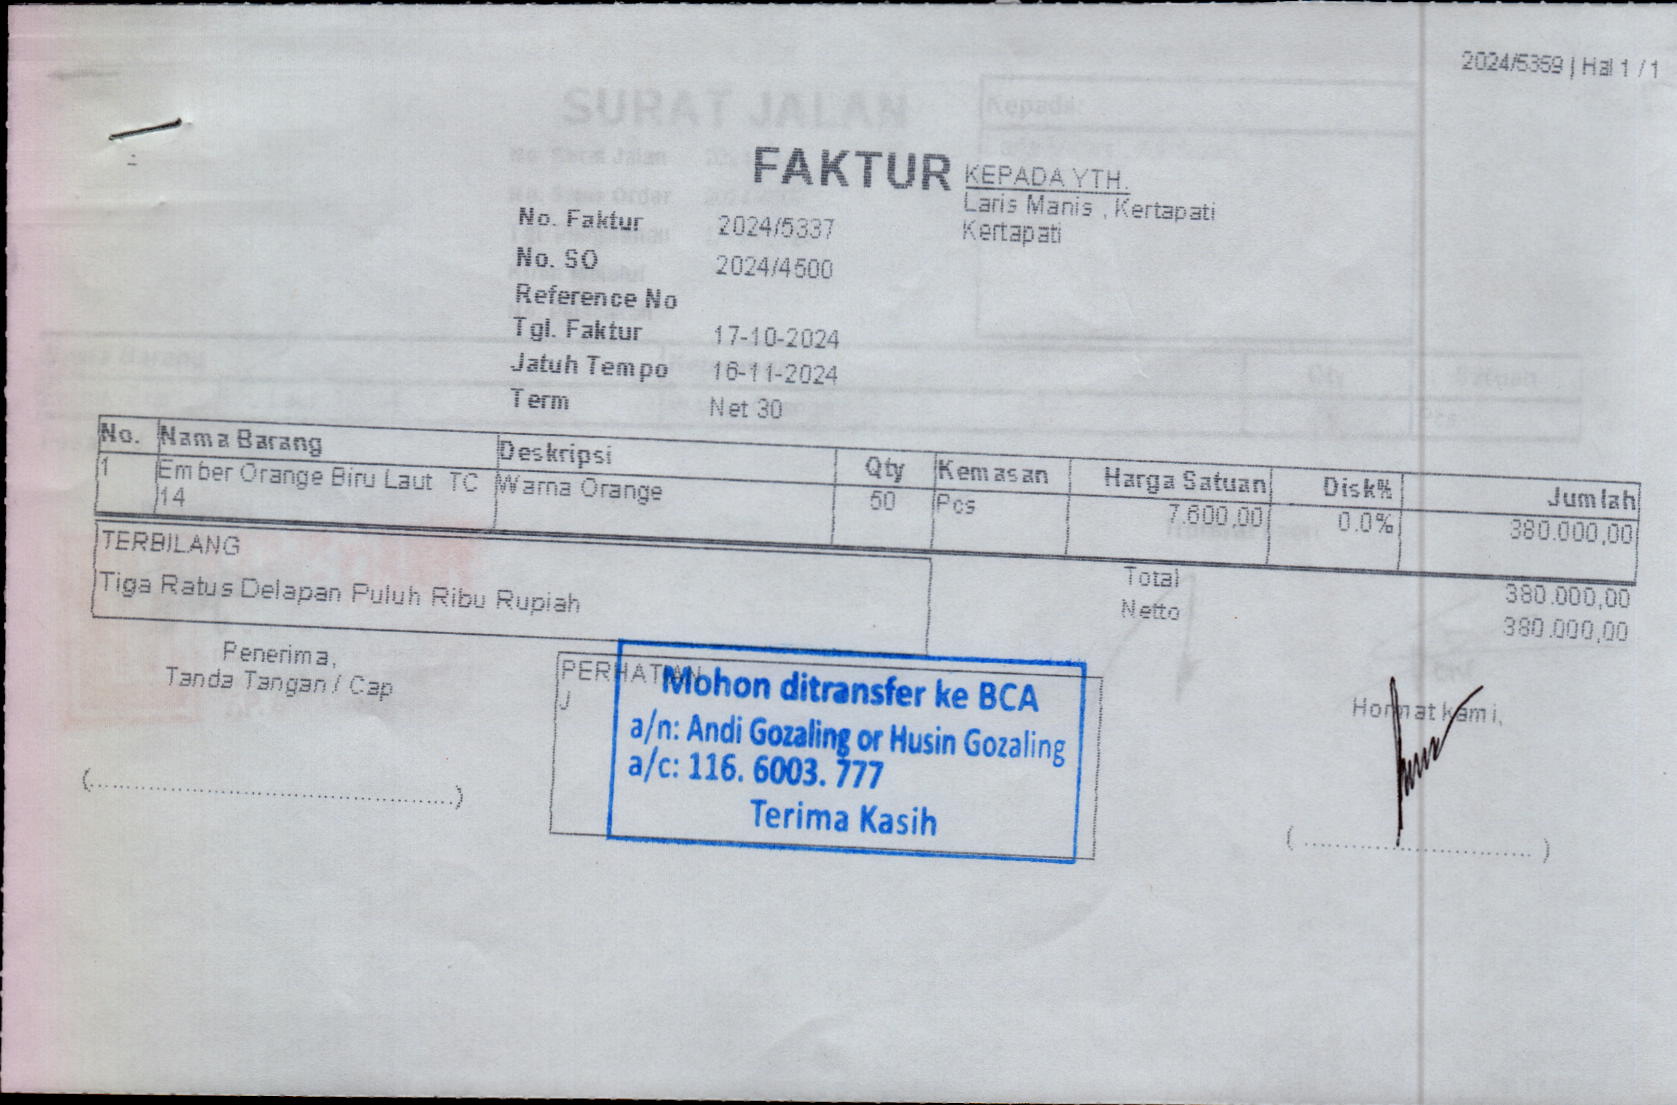 2024/5359 | Hal 1 / 1
SURAT JALAN
Kepada:
FAKTUR
KEPADA YTH.
Laris Manis , Kertapati
Kertapati
No. Faktur 2024/5337
No. SO 2024/4500
Reference No
Tgl. Faktur 17-10-2024
Jatuh Tempo 16-11-2024
Term Net 30
No. Nama Barang Deskripsi Qty Kemasan Harga Satuan Disk% Jumlah
1 Ember Orange Biru Laut TC Warna Orange 50 Pcs 7.600,00 0.0% 380.000,00
14
TERBILANG
Tiga Ratus Delapan Puluh Ribu Rupiah
Total 380.000,00
Netto 380.000,00
Penerima,
Tanda Tangan / Cap
(....................................................)
PERHATIAN
J
Mohon ditransfer ke BCA
a/n: Andi Gozaling or Husin Gozaling
a/c: 116. 6003. 777
Terima Kasih
Hormat kami,
( .................................... )